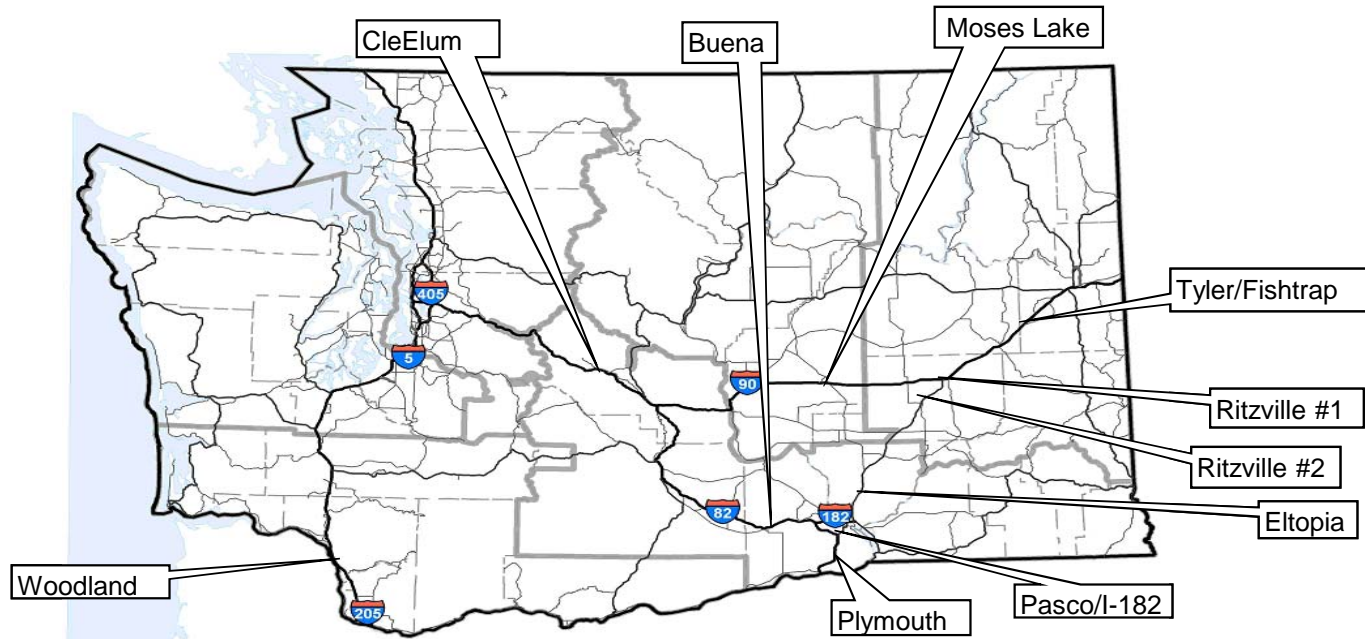 CleElum
Buena
Moses Lake
405
5
90
Tyler/Fishtrap
Ritzville #1
Ritzville #2
82
182
Eltopia
Woodland
205
Plymouth
Pasco/I-182